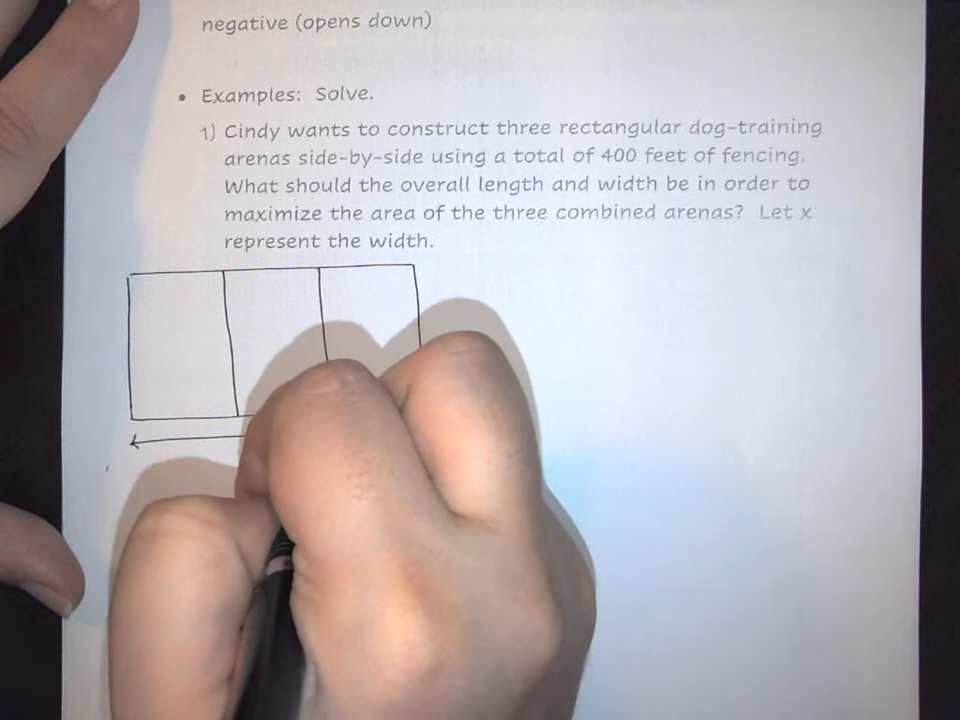 negative (opens down)
• Examples: Solve.
1) Cindy wants to construct three rectangular dog-training
arenas side-by-side using a total of 400 feet of fencing.
What should the overall length and width be in order to
maximize the area of the three combined arenas? Let x
represent the width.